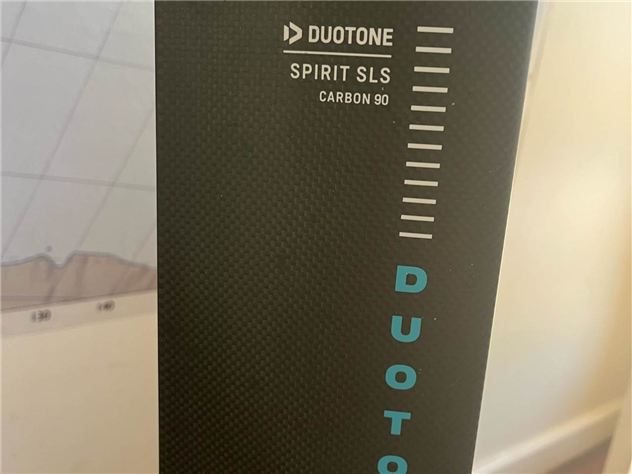 DUOTONE
SPIRIT SLS
CARBON 90
DUOTO
130
140